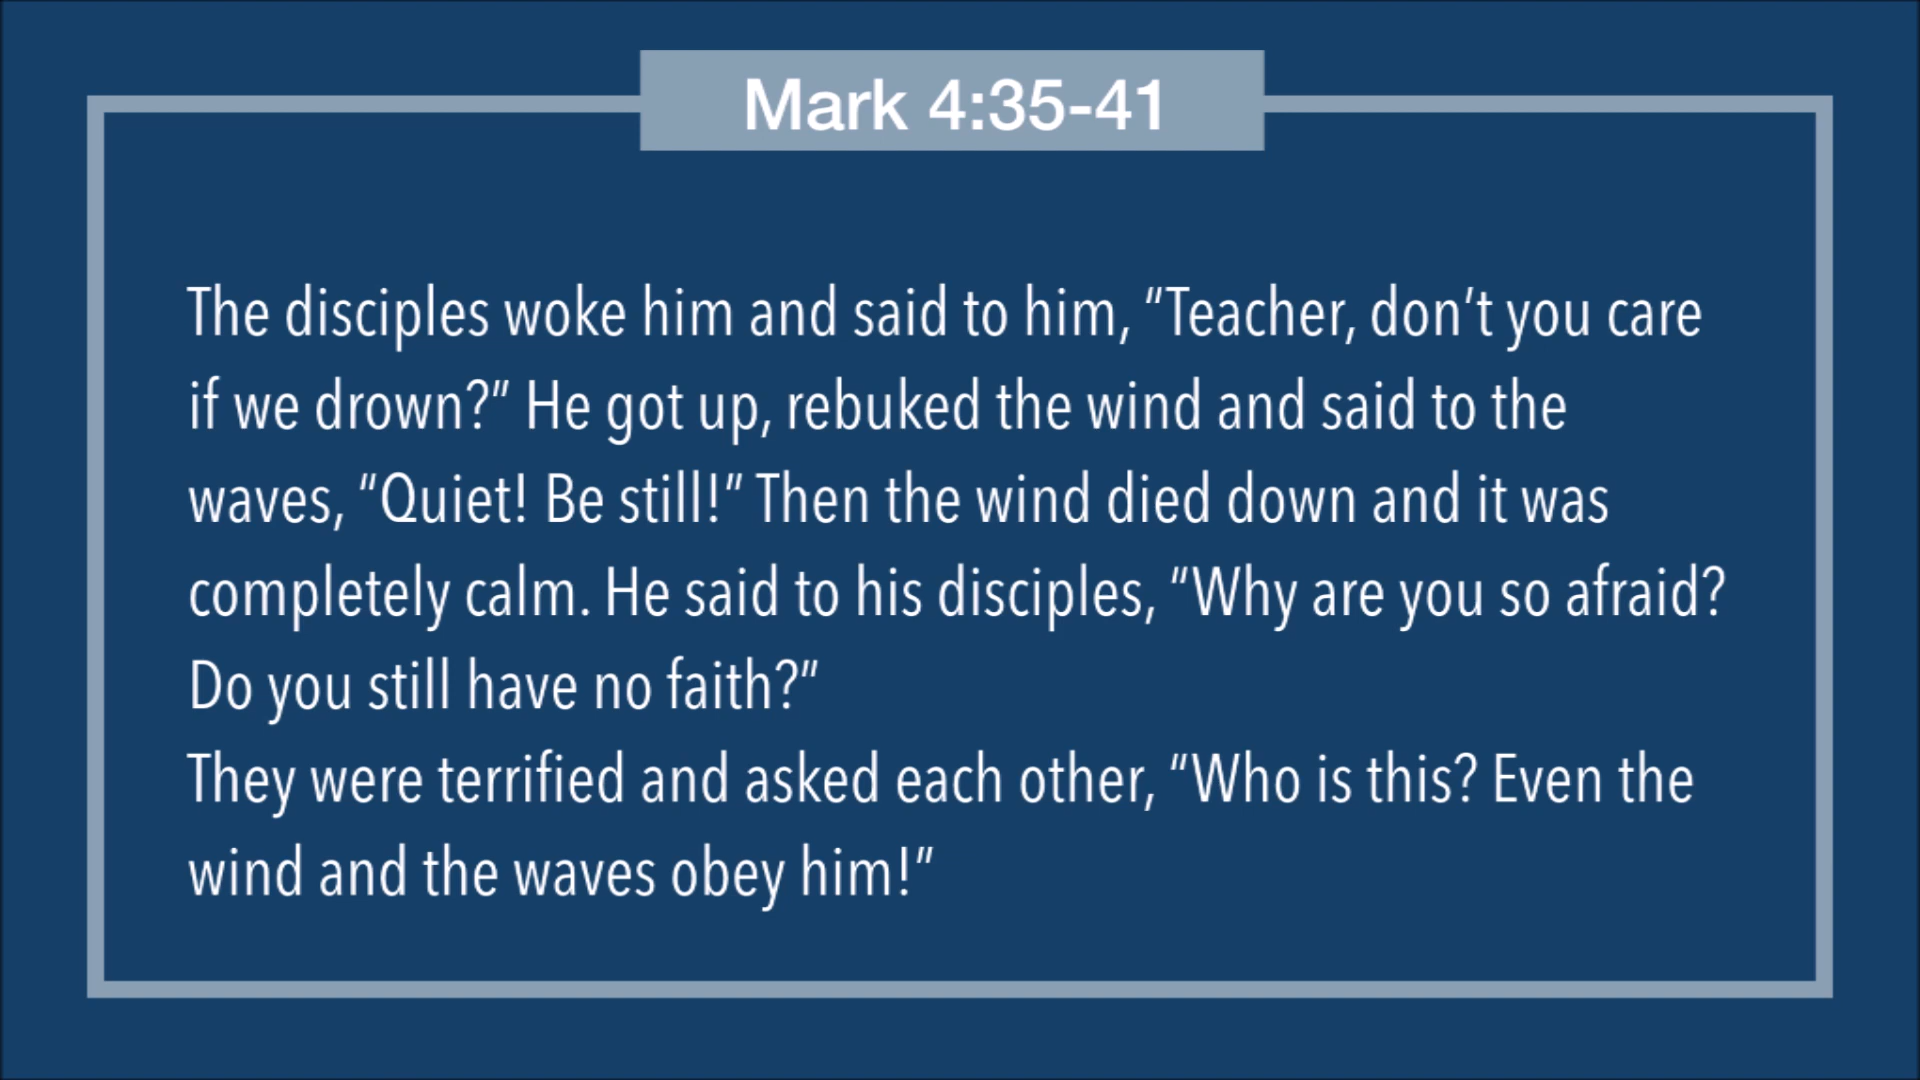 Mark 4:35-41
The disciples woke him and said to him, “Teacher, don’t you care
if we drown?” He got up, rebuked the wind and said to the
waves, “Quiet! Be still!” Then the wind died down and it was
completely calm. He said to his disciples, “Why are you so afraid?
Do you still have no faith?”
They were terrified and asked each other, “Who is this? Even the
wind and the waves obey him!”